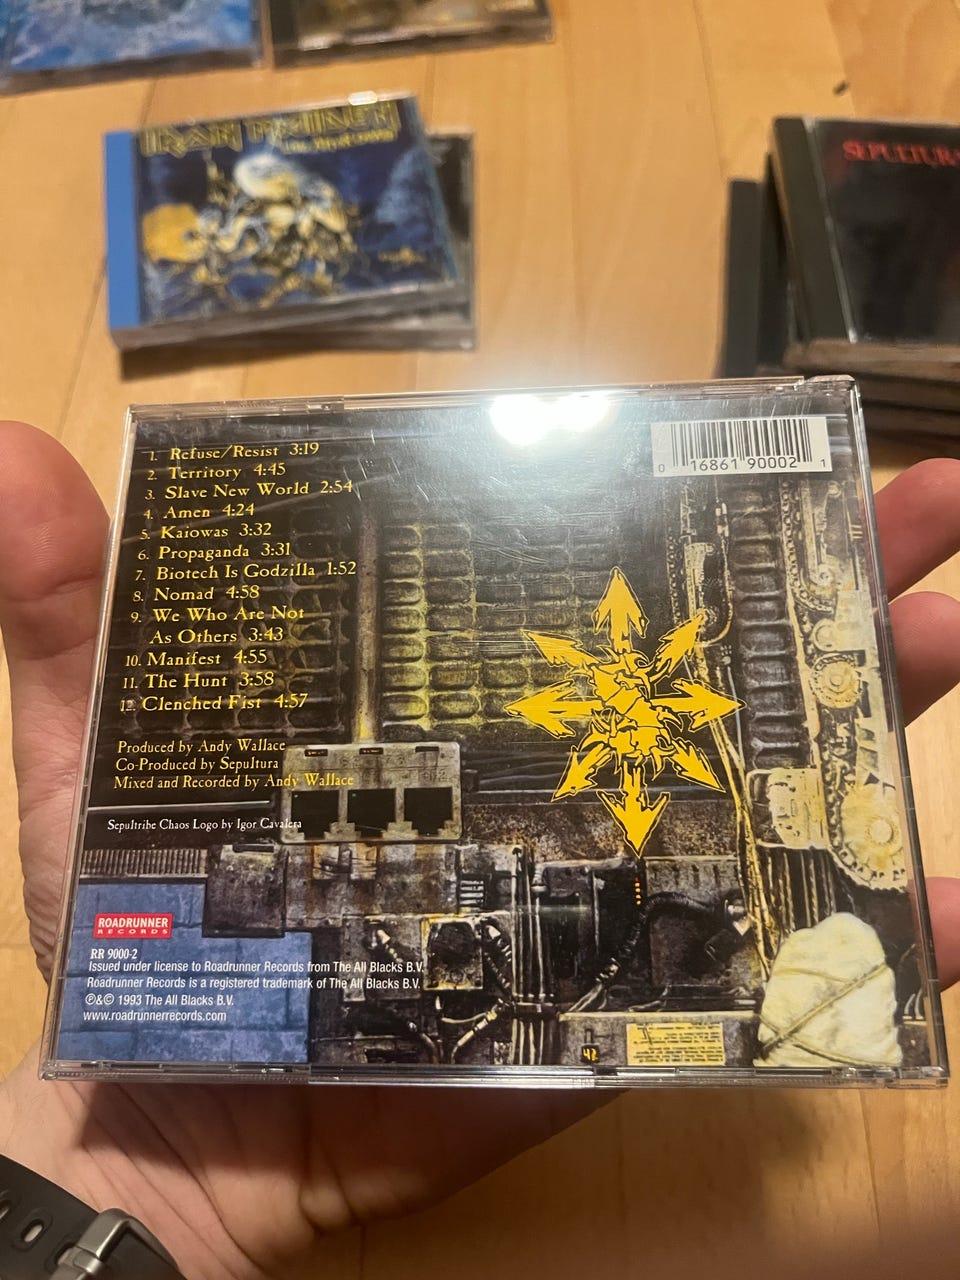 IRON MAIDEN
SEPULTURA
1. Refuse/Resist 3:19
2. Territory 4:45
3. Slave New World 2:54
4. Amen 4:24
5. Kaiowas 3:32
6. Propaganda 3:31
7. Biotech Is Godzilla 1:52
8. Nomad 4:58
9. We Who Are Not
As Others 3:43
10. Manifest 4:55
11. The Hunt 3:58
12. Clenched Fist 4:57
0 16861 90002 1
Produced by Andy Wallace
Co-Produced by Sepultura
Mixed and Recorded by Andy Wallace
Sepultribe Chaos Logo by Igor Cavalera
ROADRUNNER
RECORDS
RR 9000-2
Issued under license to Roadrunner Records from The All Blacks B.V.
Roadrunner Records is a registered trademark of The All Blacks B.V.
℗&© 1993 The All Blacks B.V.
www.roadrunnerrecords.com
42